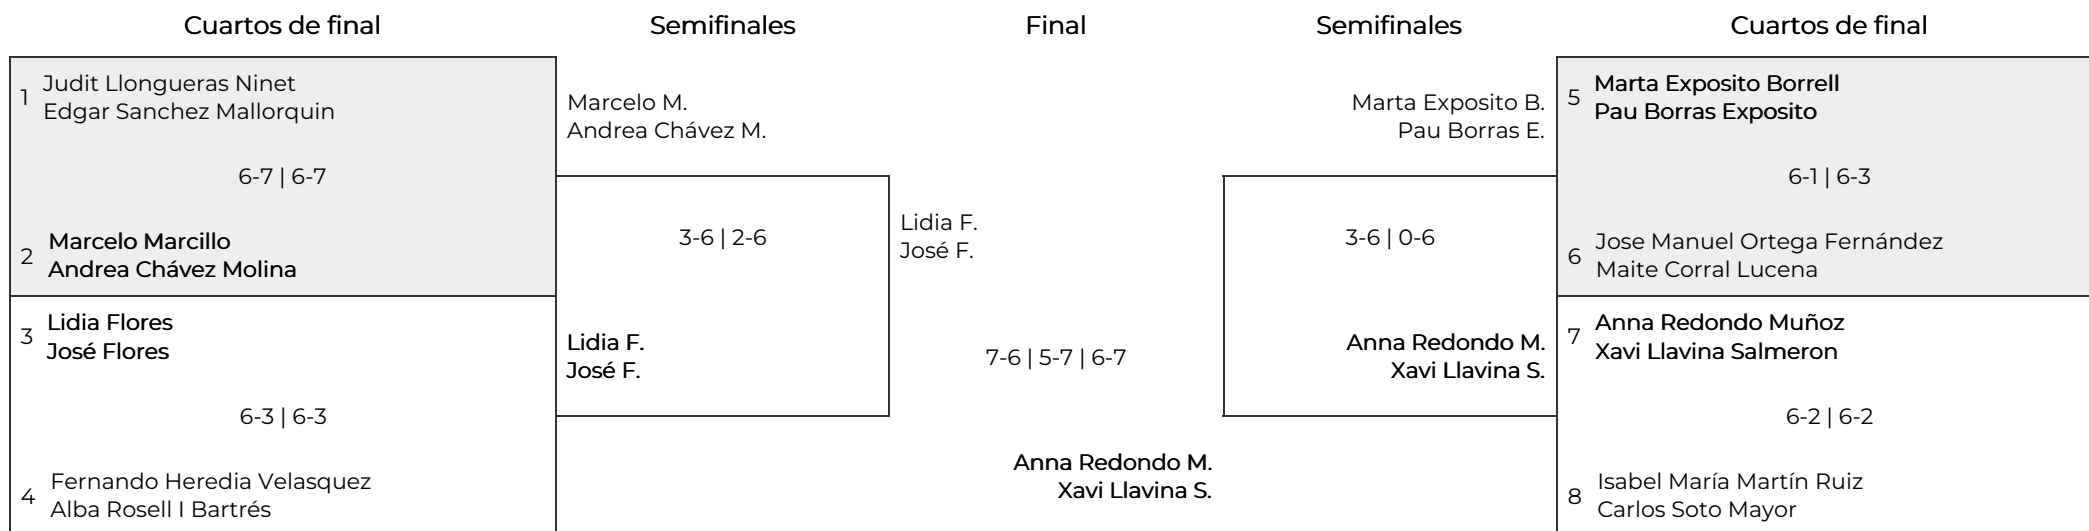 Cuartos de final
Semifinales
Final
Semifinales
Cuartos de final
1
Judit Llongueras Ninet
Edgar Sanchez Mallorquin
6-7 | 6-7
2
Marcelo Marcillo
Andrea Chávez Molina
3
Lidia Flores
José Flores
6-3 | 6-3
4
Fernando Heredia Velasquez
Alba Rosell I Bartrés
Marcelo M.
Andrea Chávez M.
3-6 | 2-6
Lidia F.
José F.
Lidia F.
José F.
7-6 | 5-7 | 6-7
Anna Redondo M.
Xavi Llavina S.
Marta Exposito B.
Pau Borras E.
3-6 | 0-6
Anna Redondo M.
Xavi Llavina S.
5
Marta Exposito Borrell
Pau Borras Exposito
6-1 | 6-3
6
Jose Manuel Ortega Fernández
Maite Corral Lucena
7
Anna Redondo Muñoz
Xavi Llavina Salmeron
6-2 | 6-2
8
Isabel María Martín Ruiz
Carlos Soto Mayor